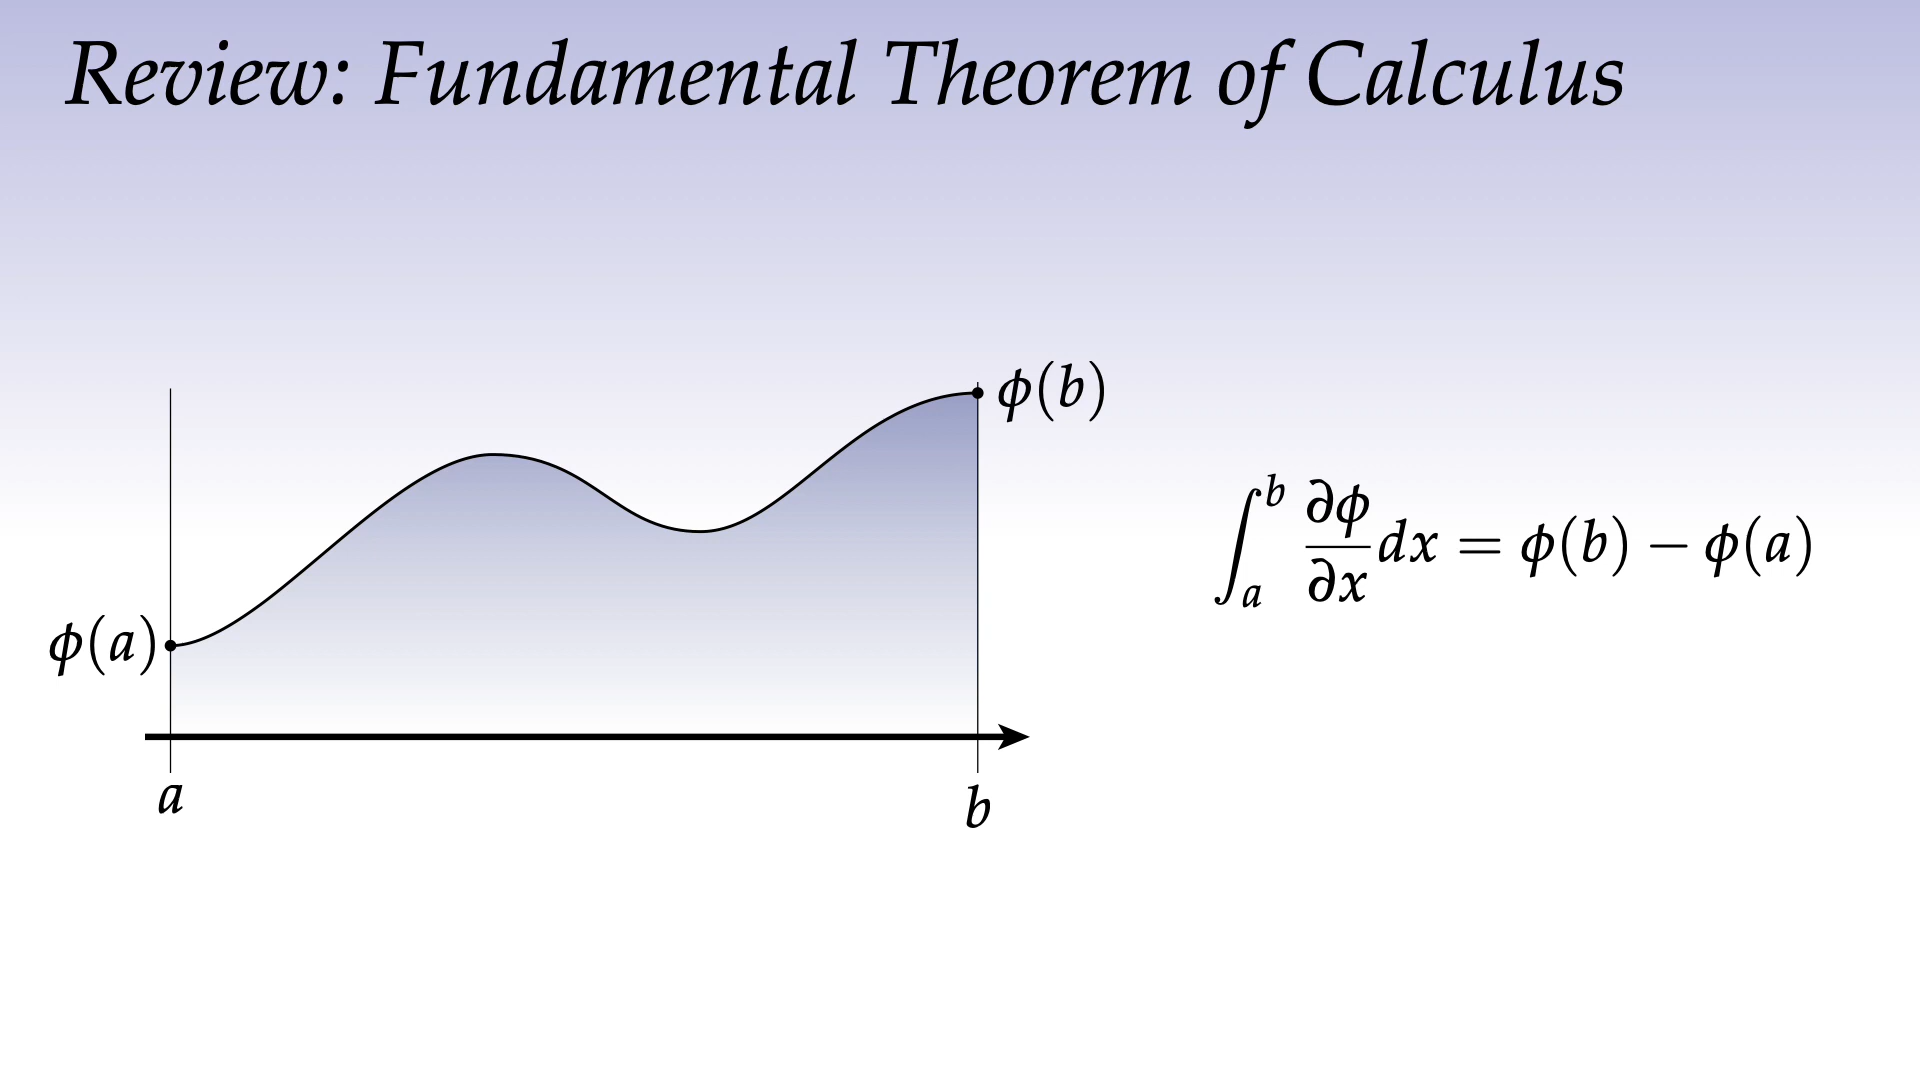 Review: Fundamental Theorem of Calculus
ϕ(b)
ϕ(a)
a
b
∫_a^b ∂ϕ/∂x dx = ϕ(b) − ϕ(a)